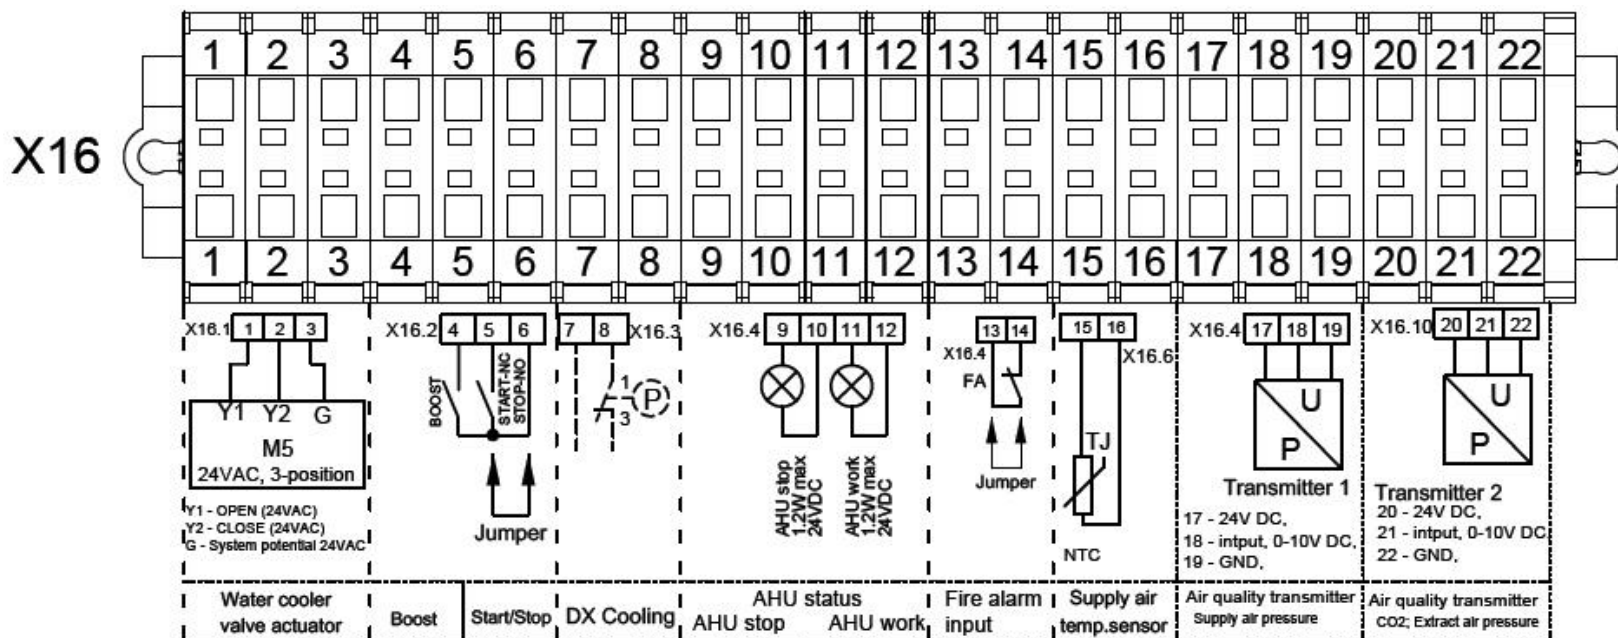 1 2 3 4 5 6 7 8 9 10 11 12 13 14 15 16 17 18 19 20 21 22
X16
1 2 3 4 5 6 7 8 9 10 11 12 13 14 15 16 17 18 19 20 21 22
X16.1 1 2 3
Y1 Y2 G
M5
24VAC, 3-position
Y1 - OPEN (24VAC)
Y2 - CLOSE (24VAC)
G - System potential 24VAC
X16.2 4 5 6
BOOST
START-NC
STOP-NO
Jumper
7 8 X16.3
1
P
3
X16.4 9 10 11 12
AHU stop
1.2W max
24VDC
AHU work
1.2W max
24VDC
13 14
X16.4
FA
Jumper
15 16
X16.6
TJ
NTC
X16.4 17 18 19
U
P
Transmitter 1
17 - 24V DC,
18 - intput, 0-10V DC,
19 - GND,
X16.10 20 21 22
U
P
Transmitter 2
20 - 24V DC,
21 - intput, 0-10V DC,
22 - GND,
Water cooler
valve actuator
Boost
Start/Stop
DX Cooling
AHU status
AHU stop AHU work
Fire alarm
input
Supply air
temp.sensor
Air quality transmitter
Supply air pressure
Air quality transmitter
CO2; Extract air pressure